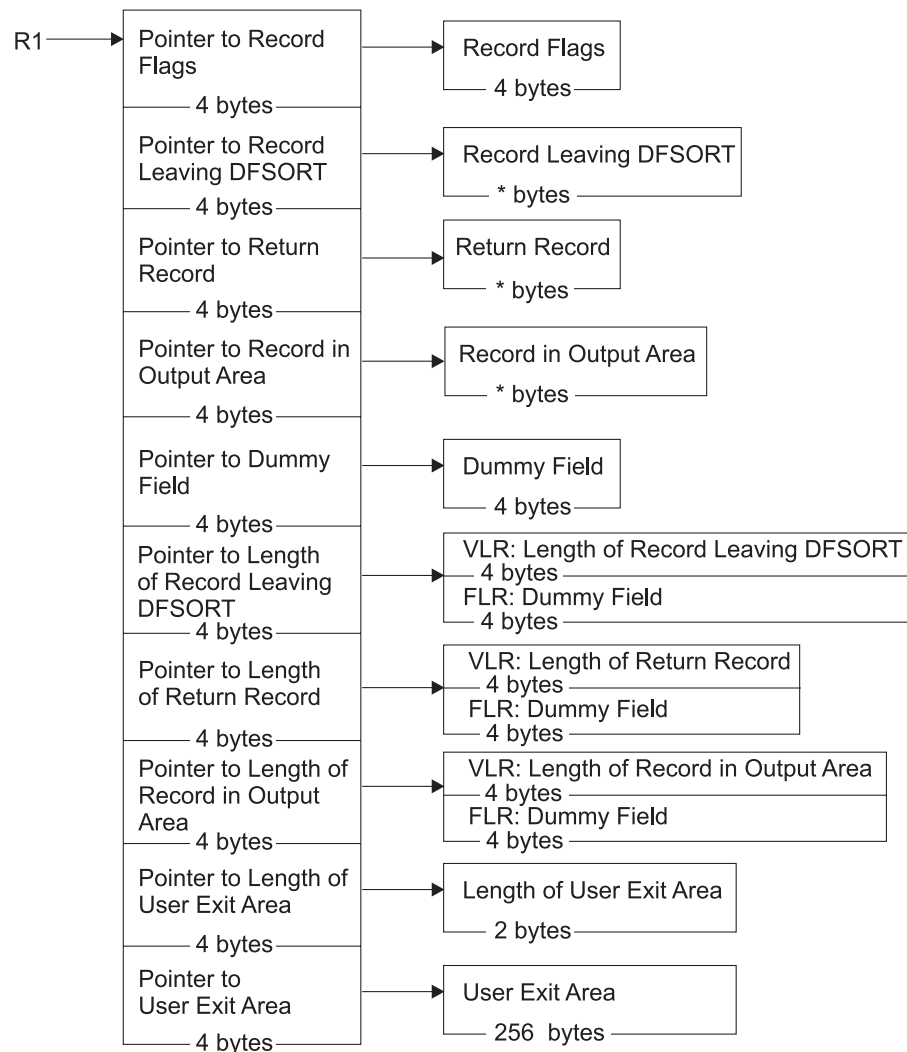 R1
Pointer to Record
Flags
4 bytes
Record Flags
4 bytes
Pointer to Record
Leaving DFSORT
4 bytes
Record Leaving DFSORT
* bytes
Pointer to Return
Record
4 bytes
Return Record
* bytes
Pointer to Record in
Output Area
4 bytes
Record in Output Area
* bytes
Pointer to Dummy
Field
4 bytes
Dummy Field
4 bytes
Pointer to Length
of Record Leaving
DFSORT
4 bytes
VLR: Length of Record Leaving DFSORT
4 bytes
FLR: Dummy Field
4 bytes
Pointer to Length
of Return Record
4 bytes
VLR: Length of Return Record
4 bytes
FLR: Dummy Field
4 bytes
Pointer to Length of
Record in Output
Area
4 bytes
VLR: Length of Record in Output Area
4 bytes
FLR: Dummy Field
4 bytes
Pointer to Length of
User Exit Area
4 bytes
Length of User Exit Area
2 bytes
Pointer to
User Exit Area
4 bytes
User Exit Area
256 bytes